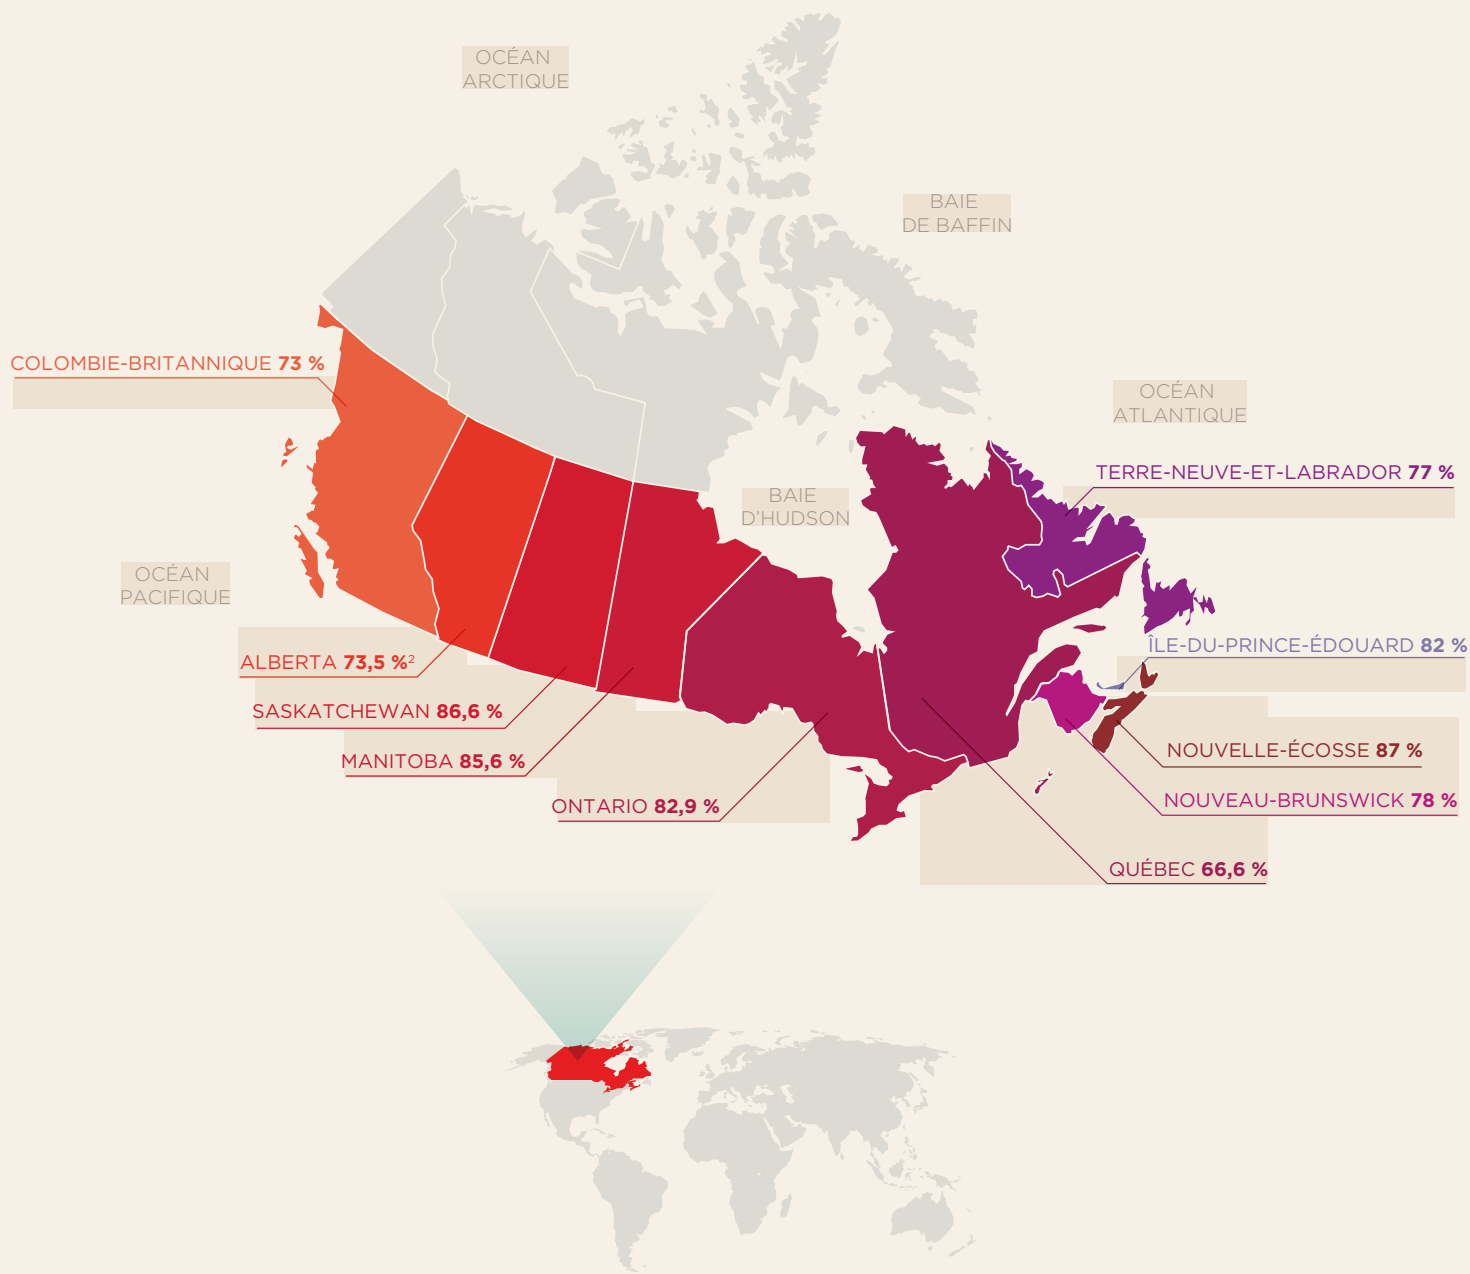 OCÉAN
ARCTIQUE
BAIE
DE BAFFIN
COLOMBIE-BRITANNIQUE 73 %
OCÉAN
ATLANTIQUE
TERRE-NEUVE-ET-LABRADOR 77 %
BAIE
D’HUDSON
OCÉAN
PACIFIQUE
ÎLE-DU-PRINCE-ÉDOUARD 82 %
ALBERTA 73,5 %²
SASKATCHEWAN 86,6 %
NOUVELLE-ÉCOSSE 87 %
MANITOBA 85,6 %
NOUVEAU-BRUNSWICK 78 %
ONTARIO 82,9 %
QUÉBEC 66,6 %